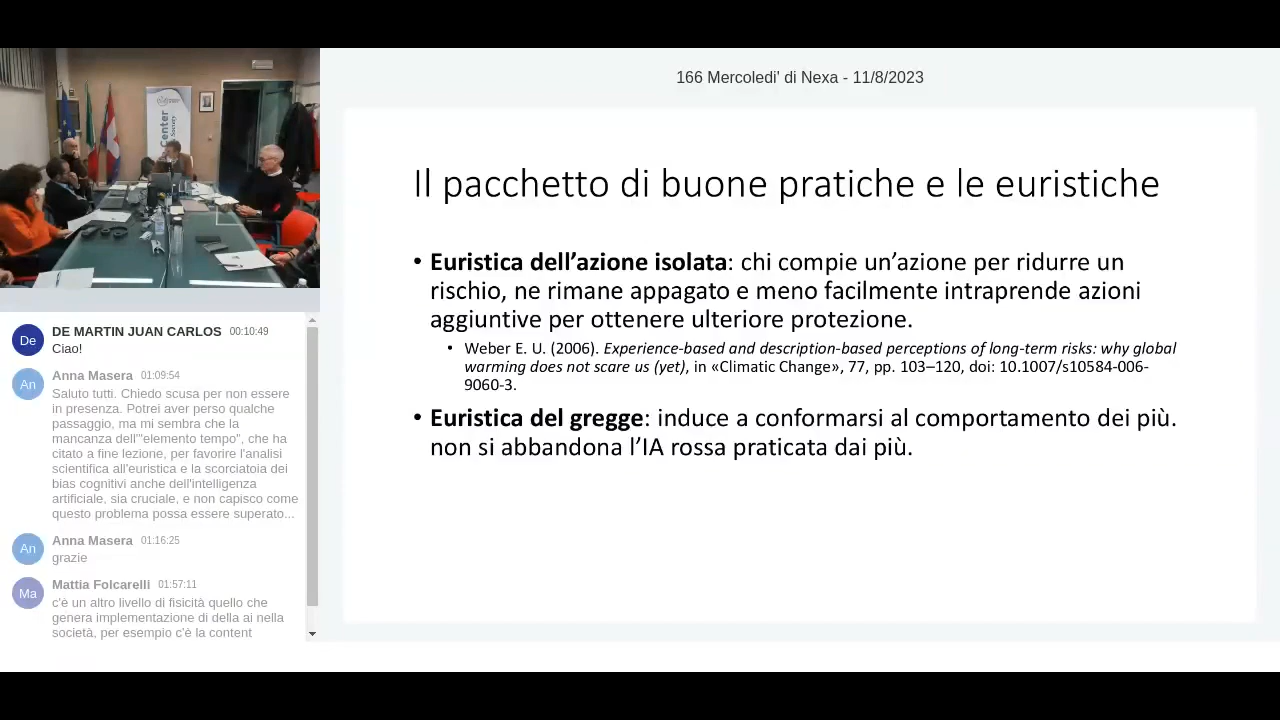 166 Mercoledi' di Nexa - 11/8/2023
Il pacchetto di buone pratiche e le euristiche
• Euristica dell'azione isolata: chi compie un'azione per ridurre un
rischio, ne rimane appagato e meno facilmente intraprende azioni
aggiuntive per ottenere ulteriore protezione.
• Weber E. U. (2006). Experience-based and description-based perceptions of long-term risks: why global
warming does not scare us (yet), in «Climatic Change», 77, pp. 103–120, doi: 10.1007/s10584-006-
9060-3.
• Euristica del gregge: induce a conformarsi al comportamento dei più.
non si abbandona l'IA rossa praticata dai più.
Center
De
DE MARTIN JUAN CARLOS 00:10:49
Ciao!
An
Anna Masera 01:09:54
Saluto tutti. Chiedo scusa per non essere
in presenza. Potrei aver perso qualche
passaggio, ma mi sembra che la
mancanza dell'"elemento tempo", che ha
citato a fine lezione, per favorire l'analisi
scientifica all'euristica e la scorciatoia dei
bias cognitivi anche dell'intelligenza
artificiale, sia cruciale, e non capisco come
questo problema possa essere superato...
An
Anna Masera 01:16:25
grazie
Ma
Mattia Folcarelli 01:57:11
c'è un altro livello di fisicità quello che
genera implementazione di della ai nella
società, per esempio c'è la content